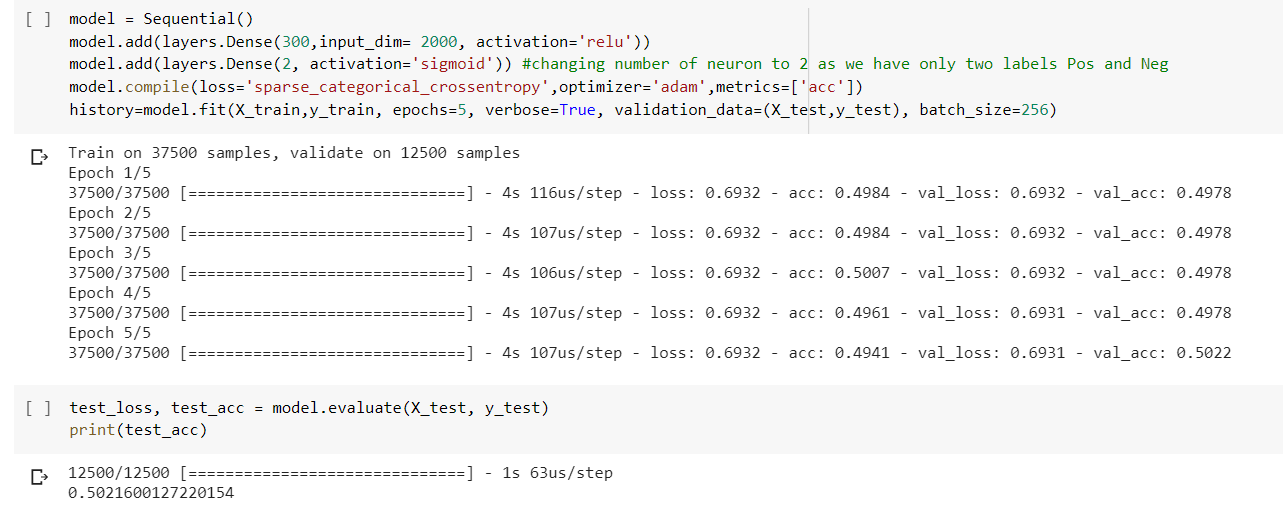 [ ] model = Sequential()
model.add(layers.Dense(300,input_dim= 2000, activation='relu'))
model.add(layers.Dense(2, activation='sigmoid')) #changing number of neuron to 2 as we have only two labels Pos and Neg
model.compile(loss='sparse_categorical_crossentropy',optimizer='adam',metrics=['acc'])
history=model.fit(X_train,y_train, epochs=5, verbose=True, validation_data=(X_test,y_test), batch_size=256)
Train on 37500 samples, validate on 12500 samples
Epoch 1/5
37500/37500 [==============================] - 4s 116us/step - loss: 0.6932 - acc: 0.4984 - val_loss: 0.6932 - val_acc: 0.4978
Epoch 2/5
37500/37500 [==============================] - 4s 107us/step - loss: 0.6932 - acc: 0.4984 - val_loss: 0.6932 - val_acc: 0.4978
Epoch 3/5
37500/37500 [==============================] - 4s 106us/step - loss: 0.6932 - acc: 0.5007 - val_loss: 0.6932 - val_acc: 0.4978
Epoch 4/5
37500/37500 [==============================] - 4s 107us/step - loss: 0.6932 - acc: 0.4961 - val_loss: 0.6931 - val_acc: 0.4978
Epoch 5/5
37500/37500 [==============================] - 4s 107us/step - loss: 0.6932 - acc: 0.4941 - val_loss: 0.6931 - val_acc: 0.5022
[ ] test_loss, test_acc = model.evaluate(X_test, y_test)
print(test_acc)
12500/12500 [==============================] - 1s 63us/step
0.5021600127220154